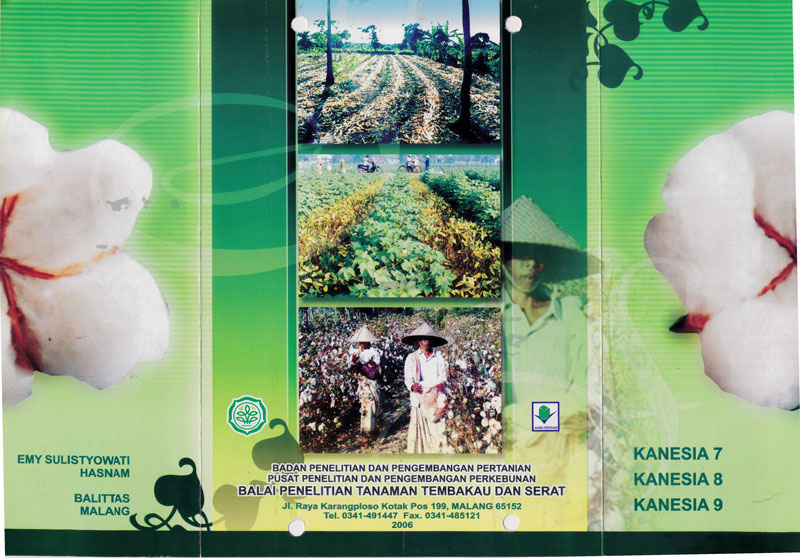 EMY SULISTYOWATI
HASNAM
BALITTAS
MALANG
BADAN PENELITIAN DAN PENGEMBANGAN PERTANIAN
PUSAT PENELITIAN DAN PENGEMBANGAN PERKEBUNAN
BALAI PENELITIAN TANAMAN TEMBAKAU DAN SERAT
Jl. Raya Karangploso Kotak Pos 199, MALANG 65152
Tel. 0341-491447 Fax. 0341-485121
2006
KANESIA 7
KANESIA 8
KANESIA 9